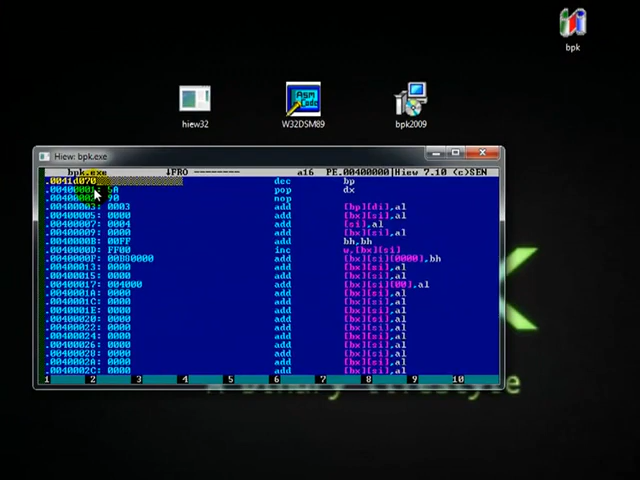 bpk
hiew32
W32DSM89
bpk2009
Hiew: bpk.exe
bpk.exe ↓FRO -------- a16 PE.00400000|Hiew 7.10 (c)SEN
.0041d070 dec bp
.00400001: 5A pop dx
.00400002: 90 nop
.00400003: 0003 add [bp][di],al
.00400005: 0000 add [bx][si],al
.00400007: 0004 add [si],al
.00400009: 0000 add [bx][si],al
.0040000B: 00FF add bh,bh
.0040000D: FF00 inc w,[bx][si]
.0040000F: 00B80000 add [bx][si][0000],bh
.00400013: 0000 add [bx][si],al
.00400015: 0000 add [bx][si],al
.00400017: 004000 add [bx][si][00],al
.0040001A: 0000 add [bx][si],al
.0040001C: 0000 add [bx][si],al
.0040001E: 0000 add [bx][si],al
.00400020: 0000 add [bx][si],al
.00400022: 0000 add [bx][si],al
.00400024: 0000 add [bx][si],al
.00400026: 0000 add [bx][si],al
.00400028: 0000 add [bx][si],al
.0040002A: 0000 add [bx][si],al
.0040002C: 0000 add [bx][si],al
1 2 3 4 5 6 7 8 9 10